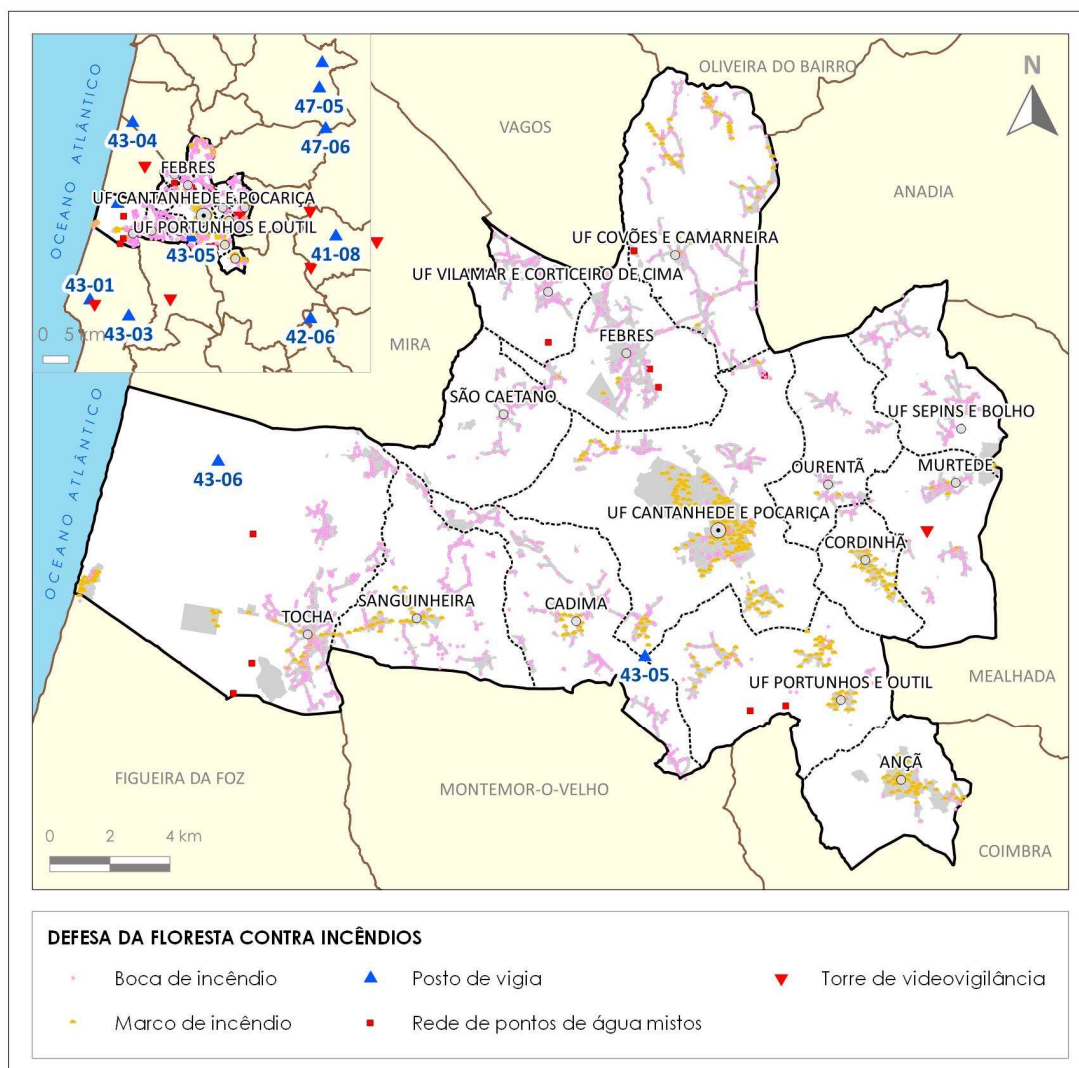 OLIVEIRA DO BAIRRO
N
VAGOS
ANADIA
OCEANO ATLÂNTICO
47-05
43-04
47-06
FEBRES
UF CANTANHEDE E POCARIÇA
UF PORTUNHOS E OUTIL
43-05
41-08
43-01
43-03
42-06
0 5 km
MIRA
UF COVÕES E CAMARNEIRA
UF VILAMAR E CORTICEIRO DE CIMA
FEBRES
SÃO CAETANO
UF SEPINS E BOLHO
OURENTÃ
MURTEDE
43-06
UF CANTANHEDE E POCARIÇA
CORDINHÃ
OCEANO ATLÂNTICO
TOCHA
SANGUINHEIRA
CADIMA
43-05
UF PORTUNHOS E OUTIL
MEALHADA
ANÇÃ
FIGUEIRA DA FOZ
MONTEMOR-O-VELHO
COIMBRA
0 2 4 km
DEFESA DA FLORESTA CONTRA INCÊNDIOS
Boca de incêndio
Posto de vigia
Torre de videovigilância
Marco de incêndio
Rede de pontos de água mistos